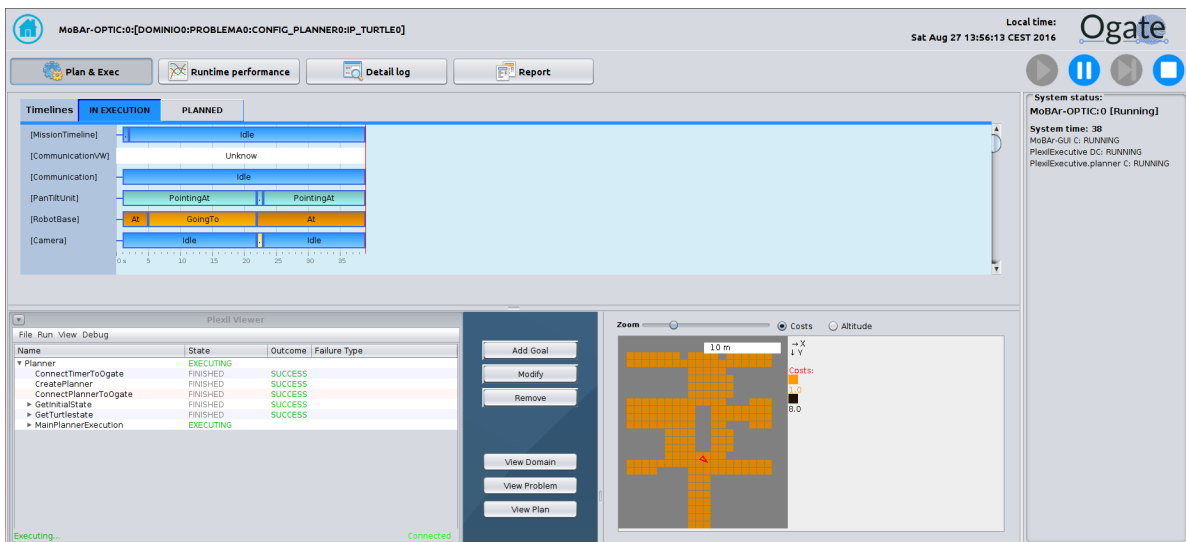 MoBAr-OPTIC:0:[DOMINIO0:PROBLEMA0:CONFIG_PLANNER0:IP_TURTLE0]
Local time:
Sat Aug 27 13:56:13 CEST 2016
Ogate
Plan & Exec
Runtime performance
Detail log
Report
Timelines IN EXECUTION PLANNED
[MissionTimeline] . Idle
[CommunicationVW] Unknow
[Communication] Idle
[PanTiltUnit] PointingAt . PointingAt
[RobotBase] At GoingTo At
[Camera] Idle . Idle
0 s 5 10 15 20 25 30 35
System status:
MoBAr-OPTIC:0 [Running]
System time: 38
MoBAr-GUI C: RUNNING
PlexilExecutive DC: RUNNING
PlexilExecutive.planner C: RUNNING
Plexil Viewer
File Run View Debug
Name State Outcome Failure Type
Planner EXECUTING
ConnectTimerToOgate FINISHED SUCCESS
CreatePlanner FINISHED SUCCESS
ConnectPlannerToOgate FINISHED SUCCESS
GetInitialState FINISHED SUCCESS
GetTurtlestate FINISHED SUCCESS
MainPlannerExecution EXECUTING
Executing... Connected
Add Goal
Modify
Remove
View Domain
View Problem
View Plan
Zoom Costs Altitude
10 m
→ X
↓ Y
Costs:
1.0
8.0